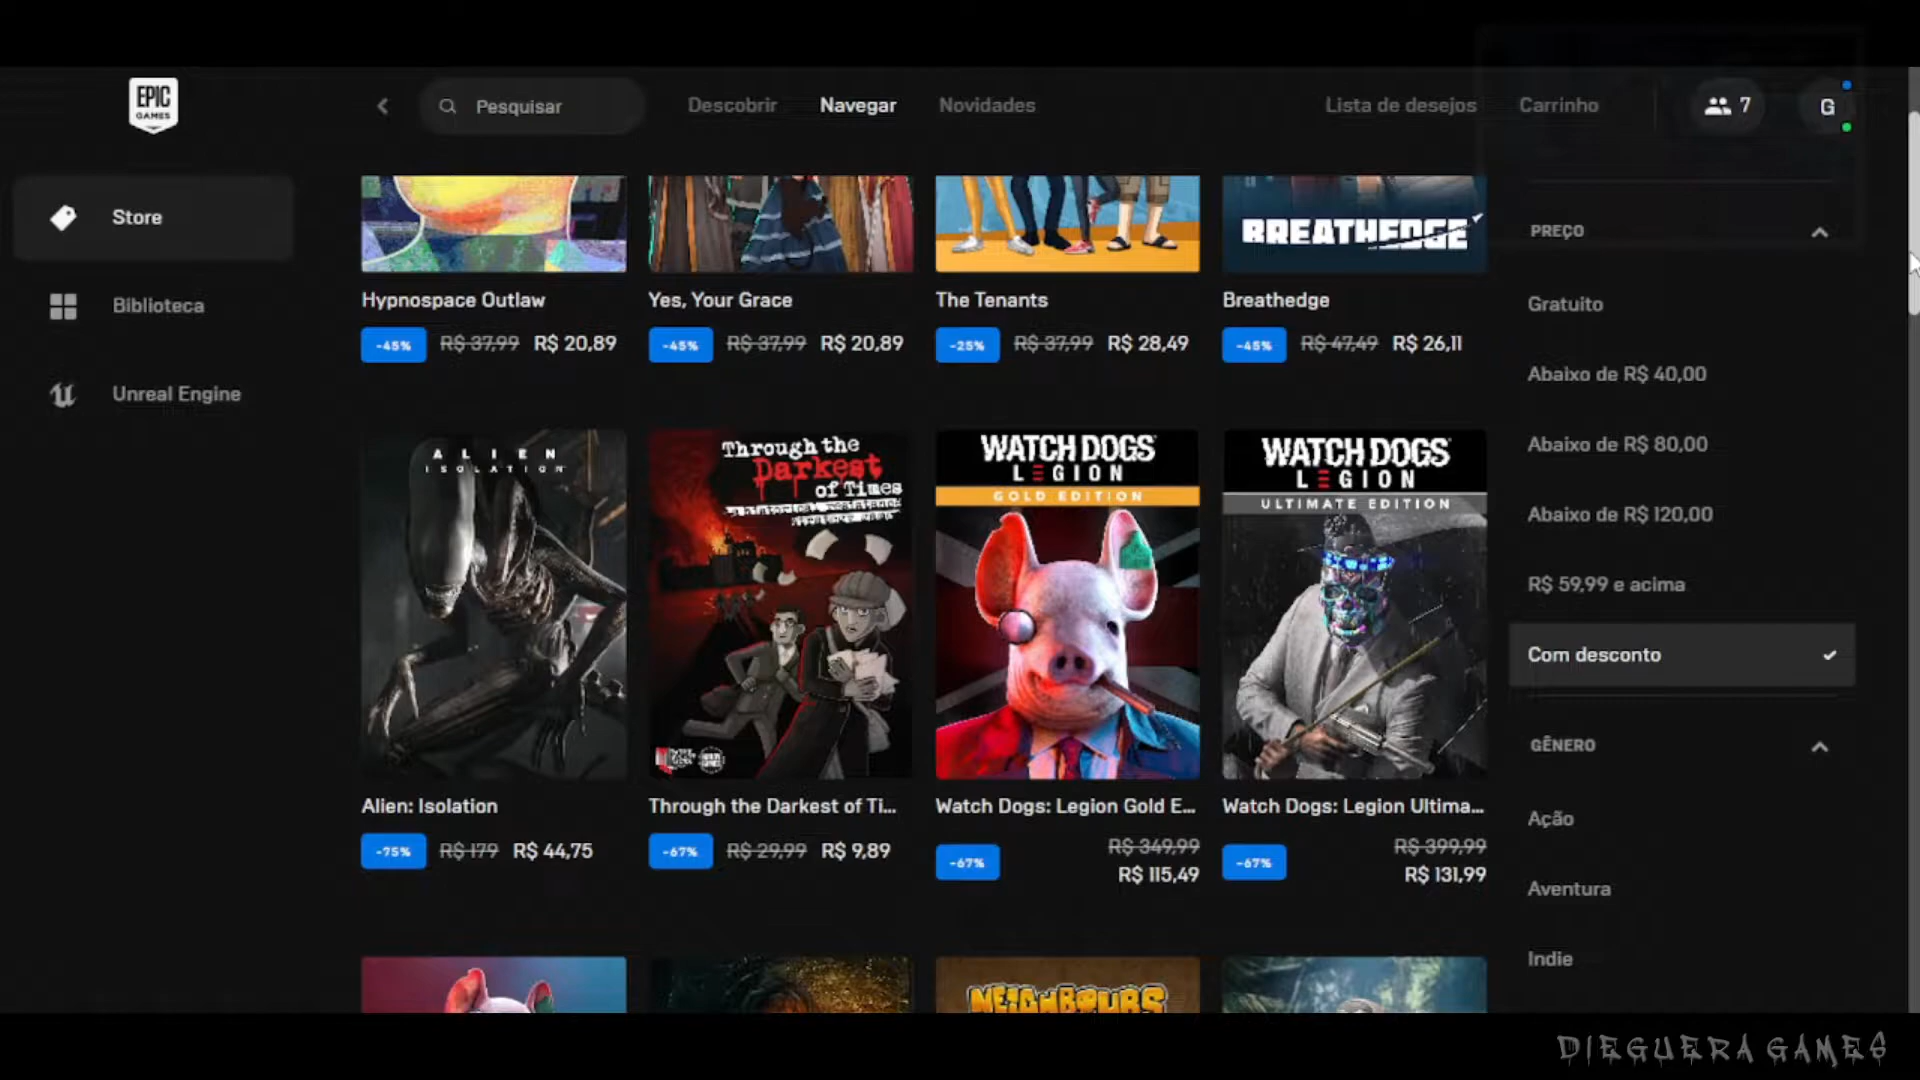 EPIC
GAMES
Pesquisar
Descobrir
Navegar
Novidades
Lista de desejos
Carrinho
7
G
Store
Biblioteca
Unreal Engine
BREATHEDGE
Hypnospace Outlaw
-45% R$ 37,99 R$ 20,89
Yes, Your Grace
-45% R$ 37,99 R$ 20,89
The Tenants
-25% R$ 37,99 R$ 28,49
Breathedge
-45% R$ 47,49 R$ 26,11
ALIEN
ISOLATION
Through the
Darkest
of Times
a historical resistance
strategy game
WATCH DOGS
LEGION
GOLD EDITION
WATCH DOGS
LEGION
ULTIMATE EDITION
Alien: Isolation
-75% R$ 179 R$ 44,75
Through the Darkest of Ti...
-67% R$ 29,99 R$ 9,89
Watch Dogs: Legion Gold E...
-67% R$ 349,99
R$ 115,49
Watch Dogs: Legion Ultima...
-67% R$ 399,99
R$ 131,99
NEIGHBOURS
PREÇO
Gratuito
Abaixo de R$ 40,00
Abaixo de R$ 80,00
Abaixo de R$ 120,00
R$ 59,99 e acima
Com desconto
GÊNERO
Ação
Aventura
Indie
DIEGUERA GAMES